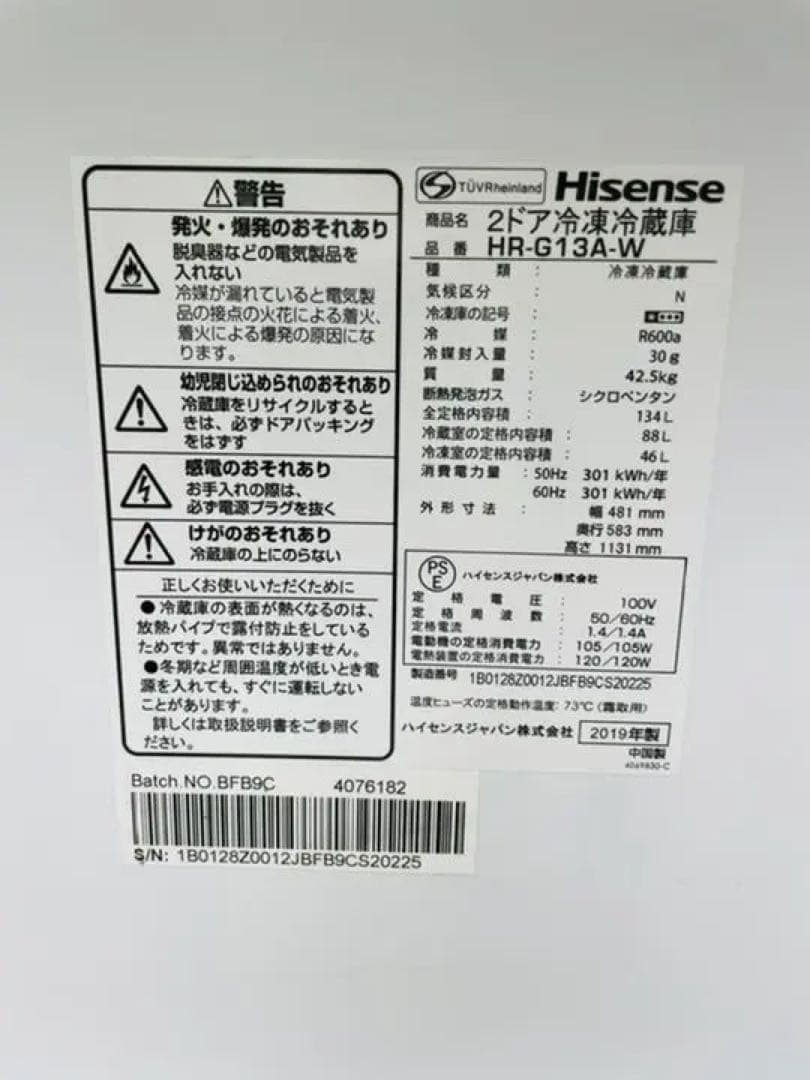 ⚠警告
発火・爆発のおそれあり
脱臭器などの電気製品を
入れない
冷媒が漏れていると電気製
品の接点の火花による着火、
着火による爆発の原因にな
ります。
幼児閉じ込められのおそれあり
冷蔵庫をリサイクルすると
きは、必ずドアパッキング
をはずす
感電のおそれあり
お手入れの際は、
必ず電源プラグを抜く
けがのおそれあり
冷蔵庫の上にのらない
正しくお使いいただくために
●冷蔵庫の表面が熱くなるのは、
放熱パイプで露付防止をしている
ためです。異常ではありません。
●冬期など周囲温度が低いとき電
源を入れても、すぐに運転しない
ことがあります。
詳しくは取扱説明書をご参照く
ださい。
TÜVRheinland Hisense
商品名 2ドア冷凍冷蔵庫
品番 HR-G13A-W
種類 : 冷凍冷蔵庫
気候区分 : N
冷凍庫の記号 :
冷媒 : R600a
冷媒封入量 : 30g
質量 : 42.5kg
断熱発泡ガス : シクロペンタン
全定格内容積 : 134L
冷蔵室の定格内容積 : 88L
冷凍室の定格内容積 : 46L
消費電力量 : 50Hz 301 kWh/年
60Hz 301 kWh/年
外形寸法 : 幅 481 mm
奥行 583 mm
高さ 1131 mm
PS
E
ハイセンスジャパン株式会社
定格電圧 : 100V
定格周波数 : 50/60Hz
定格電流 : 1.4/1.4A
電動機の定格消費電力 : 105/105W
電熱装置の定格消費電力 : 120/120W
製造番号 1B0128Z0012JBFB9CS20225
温度ヒューズの定格動作温度: 73℃ (霜取用)
ハイセンスジャパン株式会社 2019年製
中国製
Batch NO.BFB9C 4076182
S/N: 1B0128Z0012JBFB9CS20225